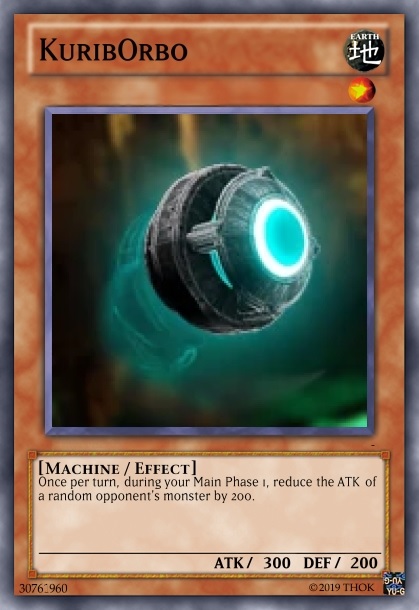 KuribOrbo
EARTH
地
[Machine / Effect]
Once per turn, during your Main Phase 1, reduce the ATK of
a random opponent's monster by 200.
ATK / 300 DEF / 200
©2019 THOK